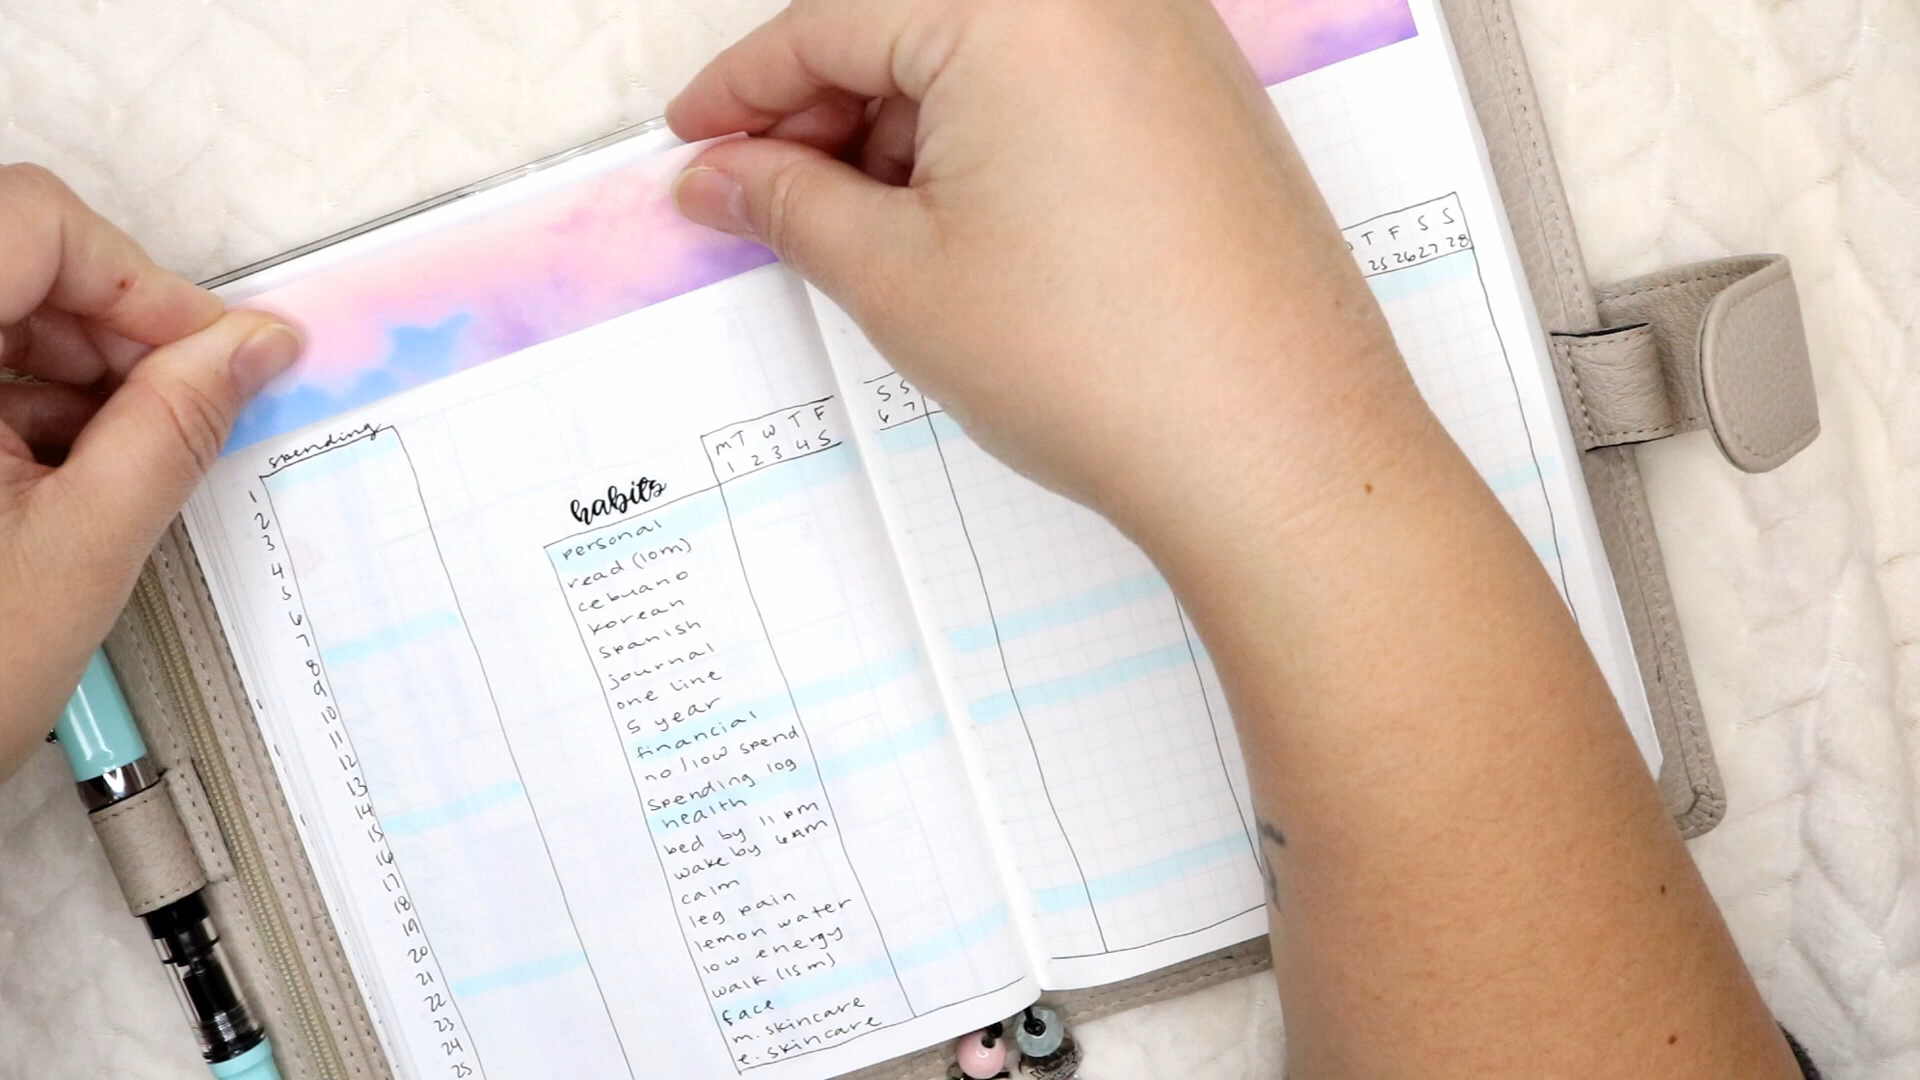 spending
1
2
3
4
5
6
7
8
9
10
11
12
13
14
15
16
17
18
19
20
21
22
23
24
25
habits
M T W T F
1 2 3 4 5
personal
read (10m)
cebuano
korean
spanish
journal
one line
5 year
financial
no/low spend
spending log
health
bed by 11pm
wake by 6am
calm
leg pain
lemon water
low energy
walk (15m)
face
m. skincare
e. skincare
S S
6 7
T F S S
25 26 27 28